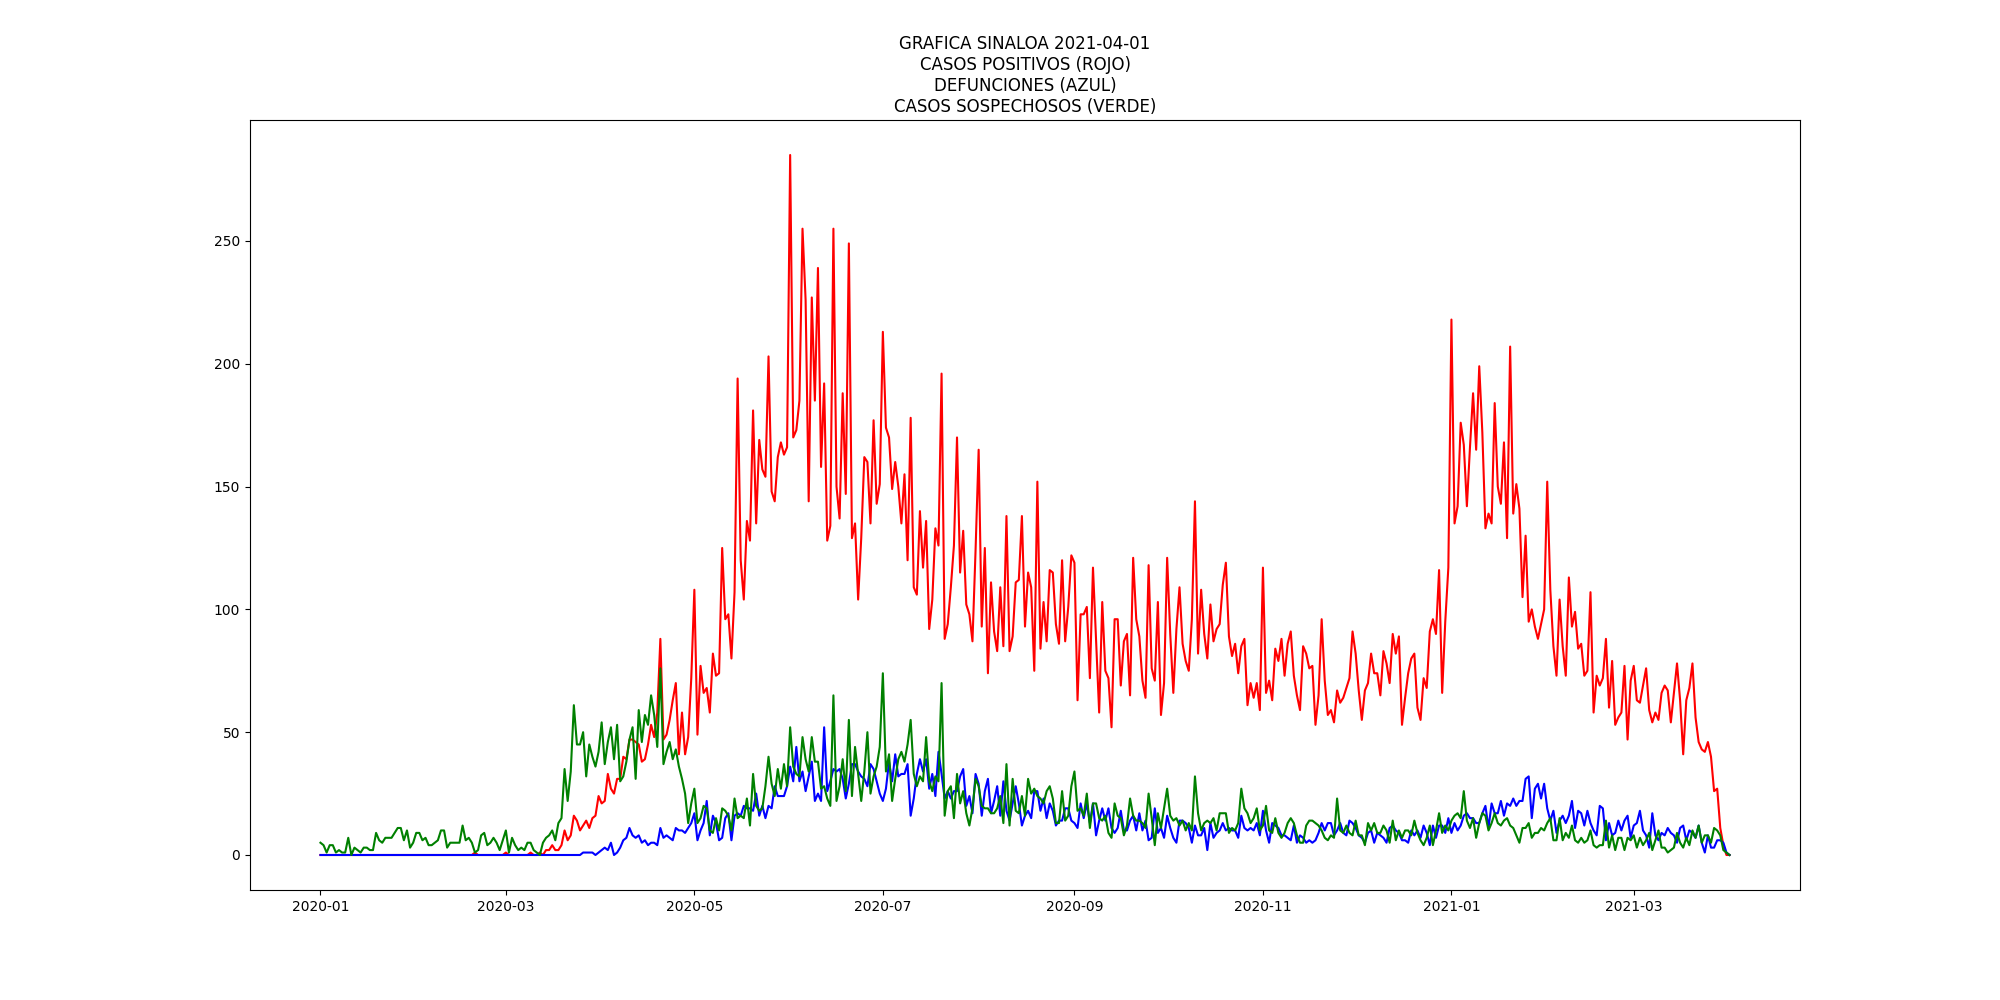 GRAFICA SINALOA 2021-04-01
CASOS POSITIVOS (ROJO)
DEFUNCIONES (AZUL)
CASOS SOSPECHOSOS (VERDE)
250
200
150
100
50
0
2020-01 2020-03 2020-05 2020-07 2020-09 2020-11 2021-01 2021-03